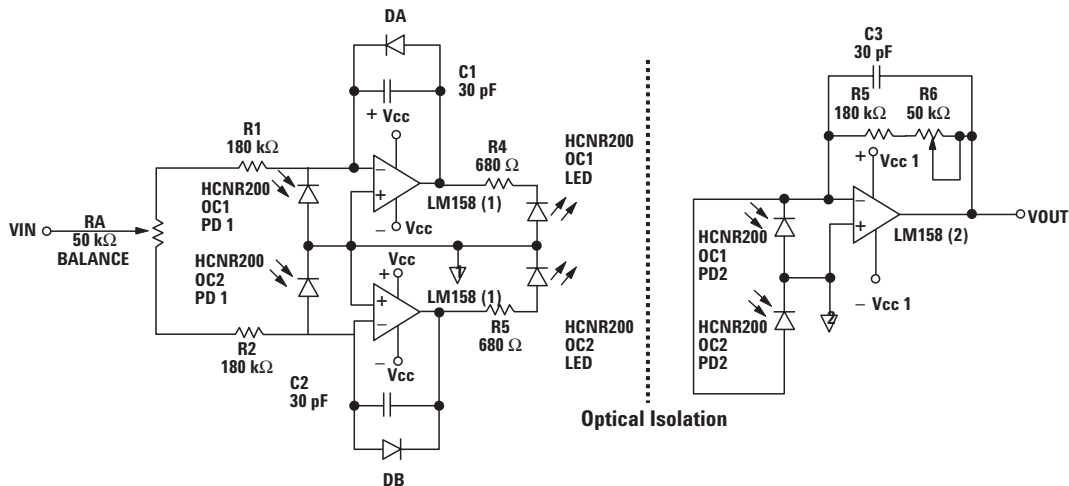 DA
C1
30 pF
+ Vcc
R1
180 kΩ
R4
680 Ω
HCNR200
OC1
LED
HCNR200
OC1
PD 1
−
+
LM158 (1)
− Vcc
VIN
RA
50 kΩ
BALANCE
1
HCNR200
OC2
PD 1
+
Vcc
LM158 (1)
+
−
R5
680 Ω
HCNR200
OC2
LED
−
Vcc
R2
180 kΩ
C2
30 pF
DB
Optical Isolation
C3
30 pF
R5
180 kΩ
R6
50 kΩ
+ Vcc 1
−
+
LM158 (2)
VOUT
HCNR200
OC1
PD2
− Vcc 1
2
HCNR200
OC2
PD2